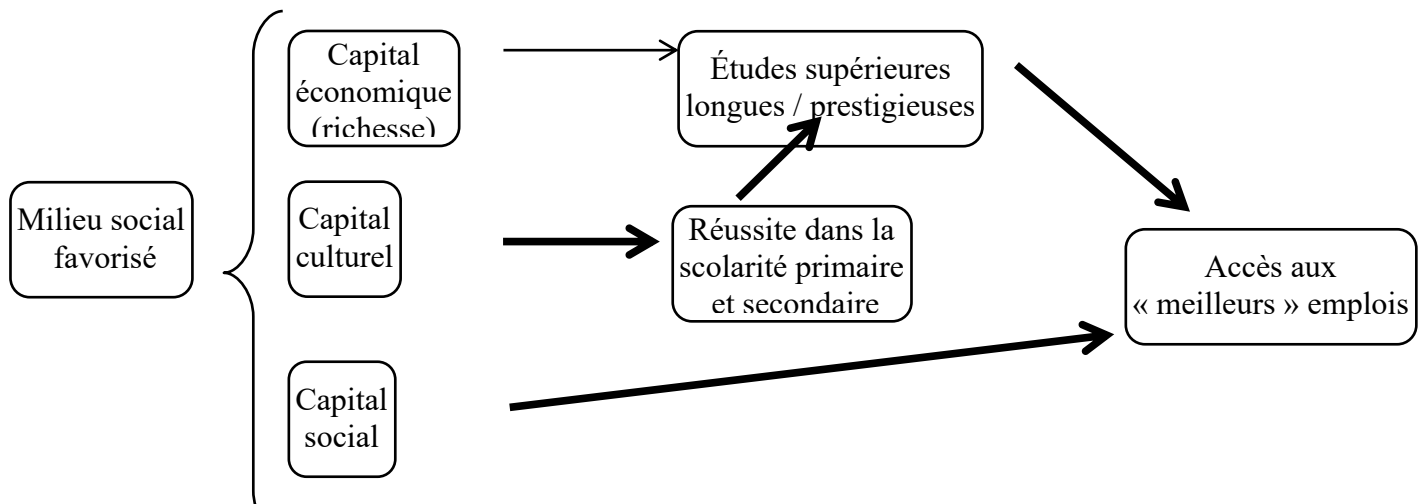 Milieu social
favorisé
Capital
économique
(richesse)
Capital
culturel
Capital
social
Études supérieures
longues / prestigieuses
Réussite dans la
scolarité primaire
et secondaire
Accès aux
« meilleurs » emplois